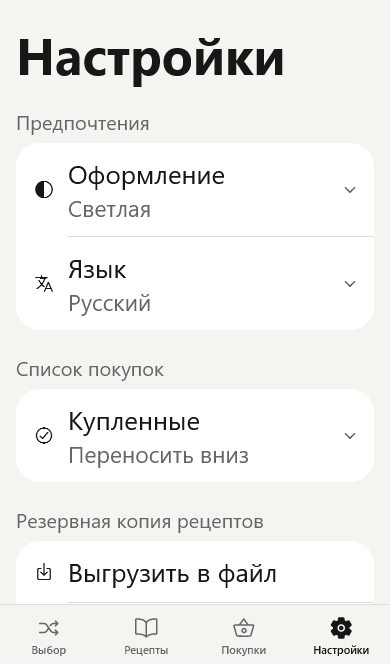 Настройки
Предпочтения
Оформление
Светлая
Язык
Русский
Список покупок
Купленные
Переносить вниз
Резервная копия рецептов
Выгрузить в файл
Выбор
Рецепты
Покупки
Настройки